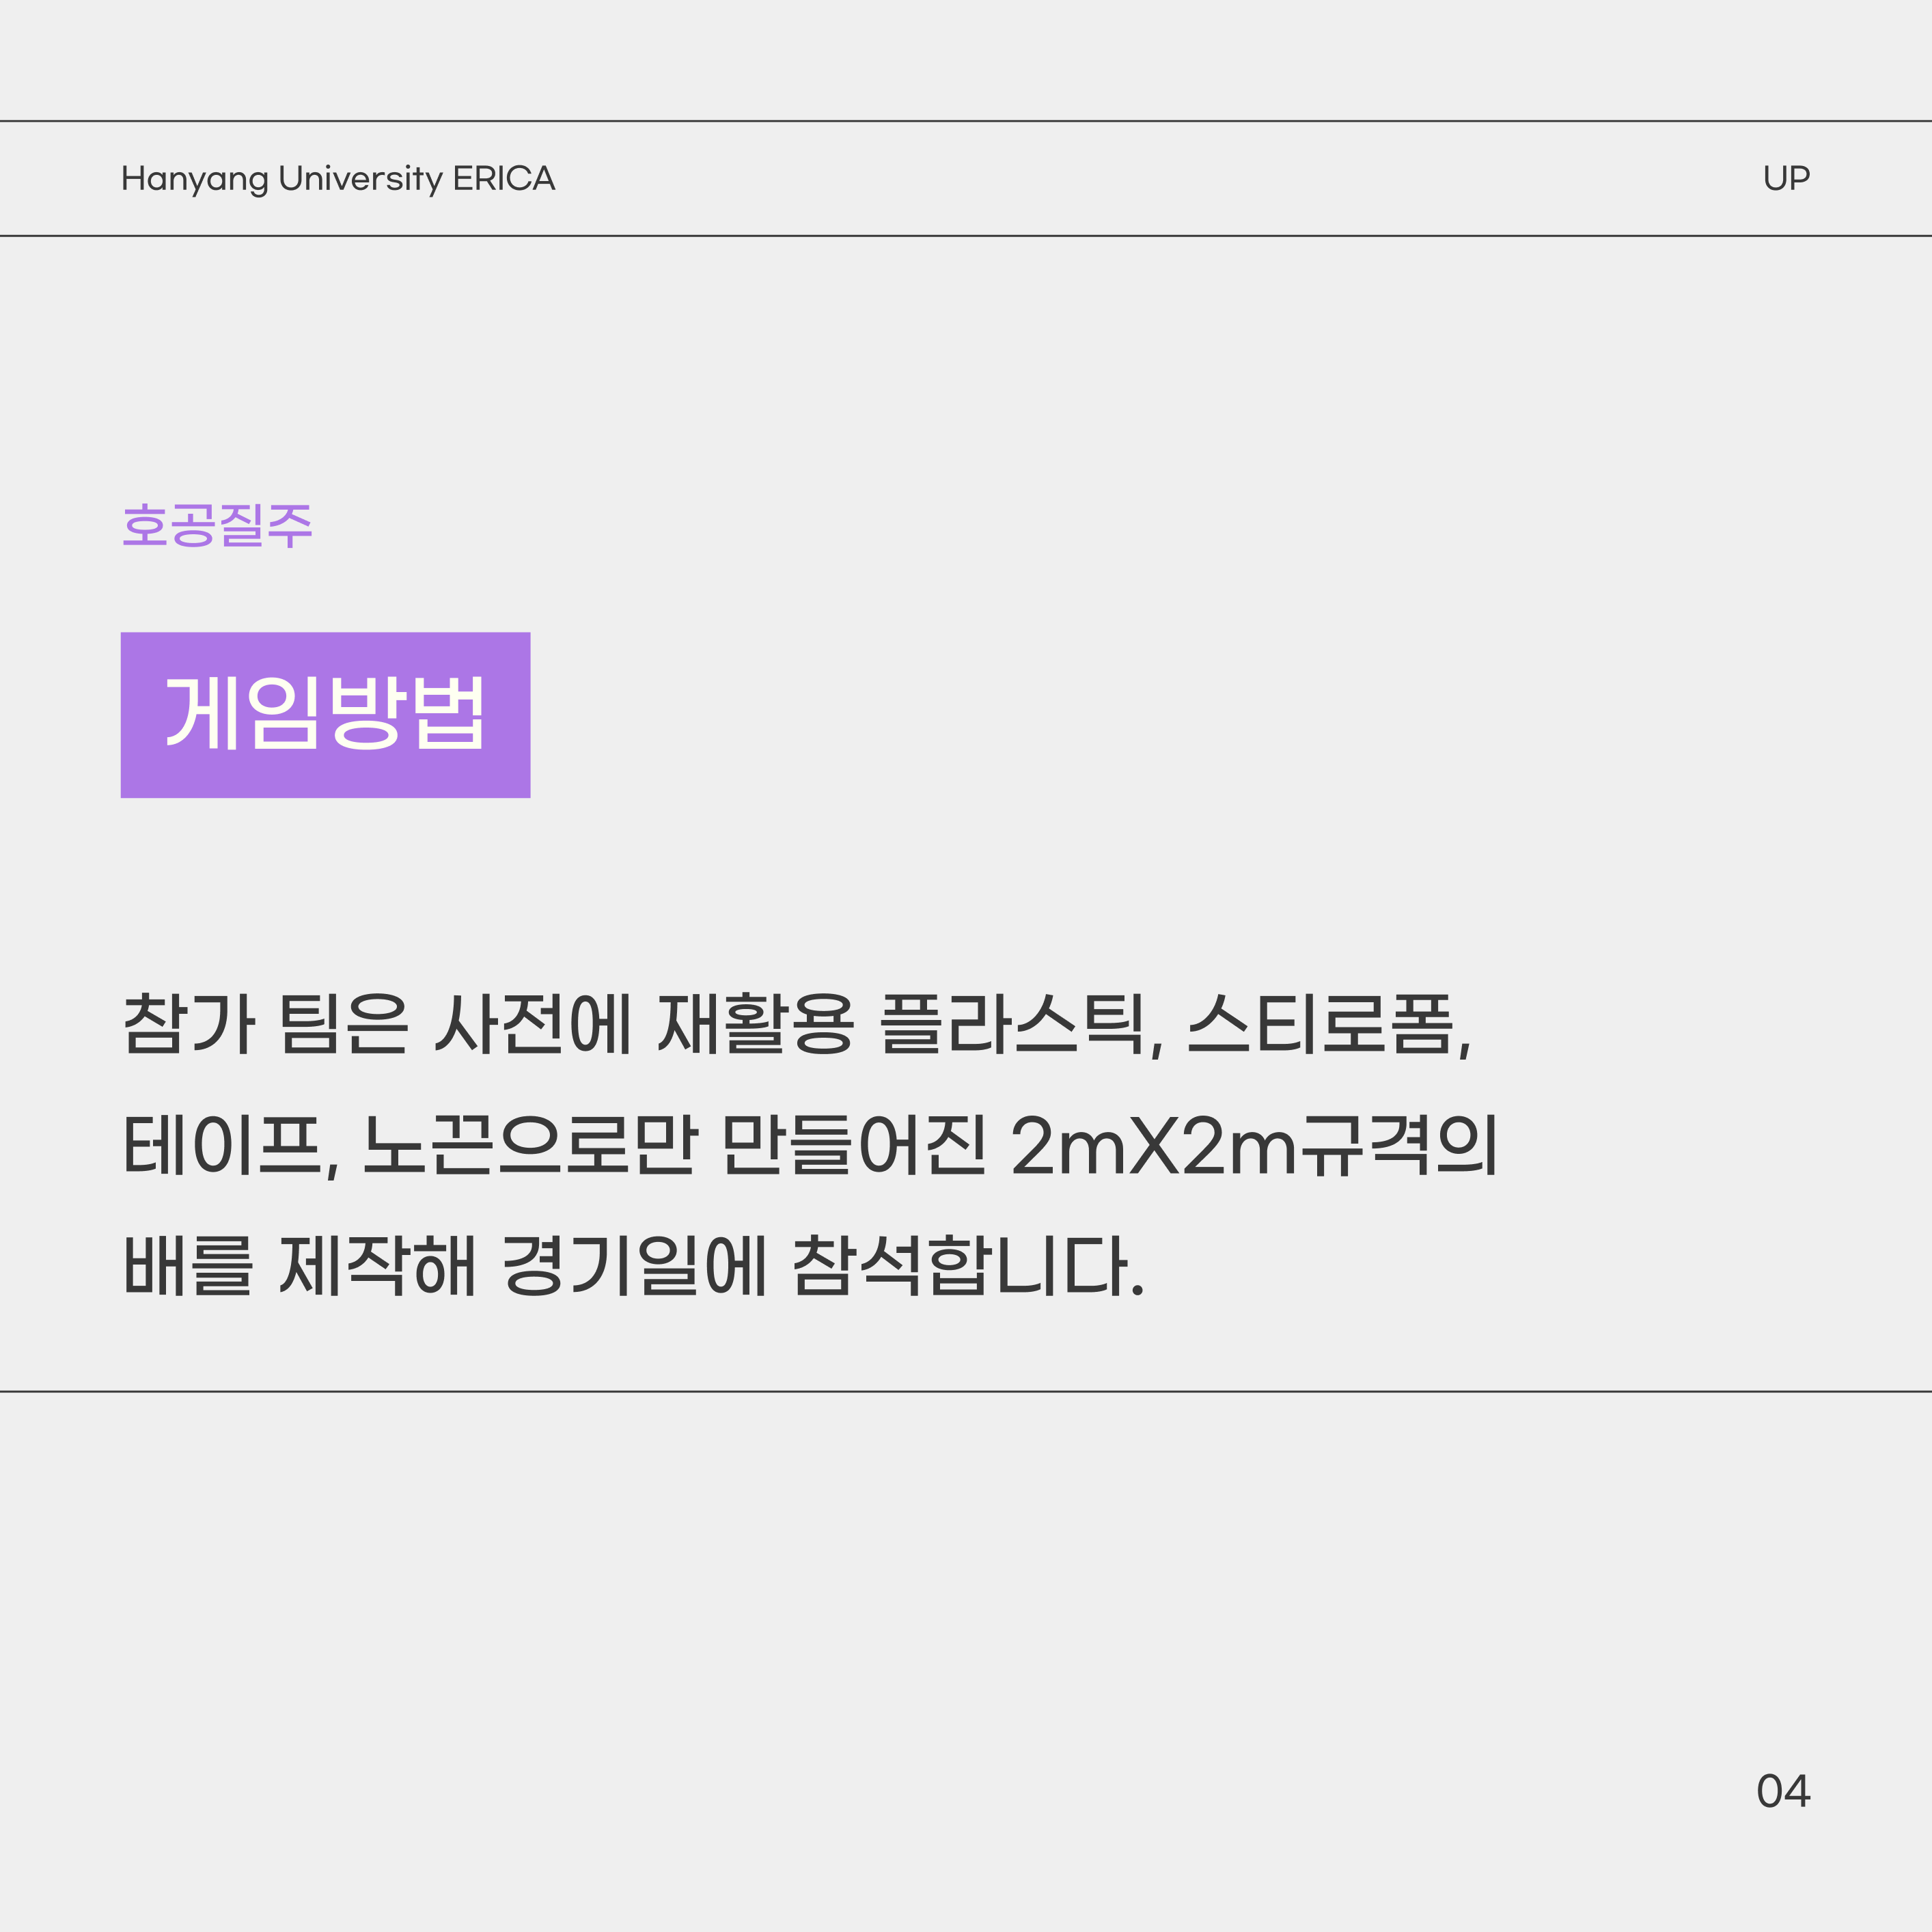 Hanyang University ERICA
UP
호공질주
게임방법
참가 팀은 사전에 재활용 플라스틱, 스트로폼,
테이프, 노끈으로만 만들어진 2mX2m규격의
배를 제작해 경기일에 참석합니다.
04